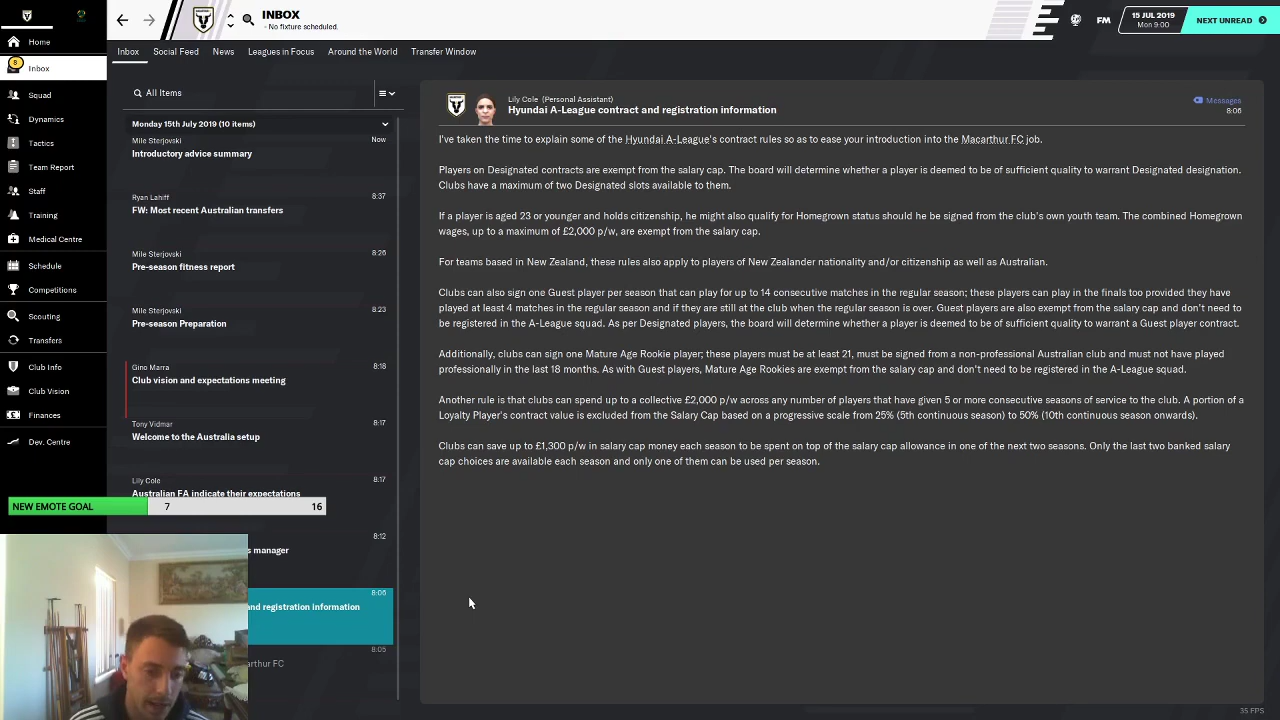 INBOX
- No fixture scheduled.
FM
15 JUL 2019
Mon 9:00
NEXT UNREAD
Home
8
Inbox
Squad
Dynamics
Tactics
Team Report
Staff
Training
Medical Centre
Schedule
Competitions
Scouting
Transfers
Club Info
Club Vision
Finances
Dev. Centre
Inbox Social Feed News Leagues in Focus Around the World Transfer Window
All Items
Monday 15th July 2019 (10 items)
Mile Sterjovski Now
Introductory advice summary
Ryan Lahiff 8:37
FW: Most recent Australian transfers
Mile Sterjovski 8:26
Pre-season fitness report
Mile Sterjovski 8:23
Pre-season Preparation
Gino Marra 8:18
Club vision and expectations meeting
Tony Vidmar 8:17
Welcome to the Australia setup
Lily Cole 8:17
Australian FA indicate their expectations
NEW EMOTE GOAL 7 16
8:12
s manager
8:06
and registration information
8:05
arthur FC
Lily Cole (Personal Assistant)
Hyundai A-League contract and registration information
Messages
8:06
I've taken the time to explain some of the Hyundai A-League's contract rules so as to ease your introduction into the Macarthur FC job.
Players on Designated contracts are exempt from the salary cap. The board will determine whether a player is deemed to be of sufficient quality to warrant Designated designation.
Clubs have a maximum of two Designated slots available to them.
If a player is aged 23 or younger and holds citizenship, he might also qualify for Homegrown status should he be signed from the club's own youth team. The combined Homegrown
wages, up to a maximum of £2,000 p/w, are exempt from the salary cap.
For teams based in New Zealand, these rules also apply to players of New Zealander nationality and/or citizenship as well as Australian.
Clubs can also sign one Guest player per season that can play for up to 14 consecutive matches in the regular season; these players can play in the finals too provided they have
played at least 4 matches in the regular season and if they are still at the club when the regular season is over. Guest players are also exempt from the salary cap and don't need to
be registered in the A-League squad. As per Designated players, the board will determine whether a player is deemed to be of sufficient quality to warrant a Guest player contract.
Additionally, clubs can sign one Mature Age Rookie player; these players must be at least 21, must be signed from a non-professional Australian club and must not have played
professionally in the last 18 months. As with Guest players, Mature Age Rookies are exempt from the salary cap and don't need to be registered in the A-League squad.
Another rule is that clubs can spend up to a collective £2,000 p/w across any number of players that have given 5 or more consecutive seasons of service to the club. A portion of a
Loyalty Player's contract value is excluded from the Salary Cap based on a progressive scale from 25% (5th continuous season) to 50% (10th continuous season onwards).
Clubs can save up to £1,300 p/w in salary cap money each season to be spent on top of the salary cap allowance in one of the next two seasons. Only the last two banked salary
cap choices are available each season and only one of them can be used per season.
35 FPS